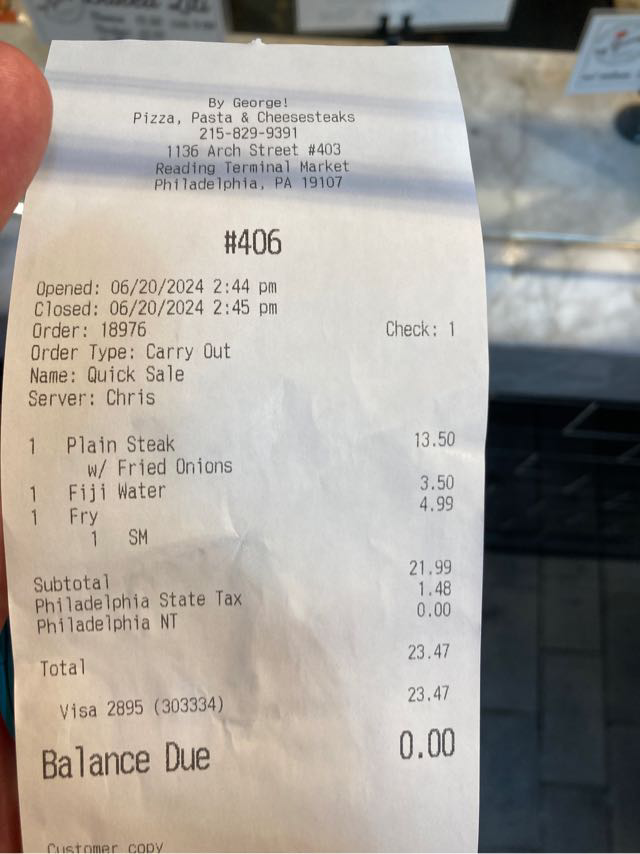 By George!
Pizza, Pasta & Cheesesteaks
215-829-9391
1136 Arch Street #403
Reading Terminal Market
Philadelphia, PA 19107
#406
Opened: 06/20/2024 2:44 pm
Closed: 06/20/2024 2:45 pm
Order: 18976 Check: 1
Order Type: Carry Out
Name: Quick Sale
Server: Chris
1 Plain Steak 13.50
w/ Fried Onions
1 Fiji Water 3.50
1 Fry 4.99
1 SM
Subtotal 21.99
Philadelphia State Tax 1.48
Philadelphia NT 0.00
Total 23.47
Visa 2895 (303334) 23.47
Balance Due 0.00
Customer copy